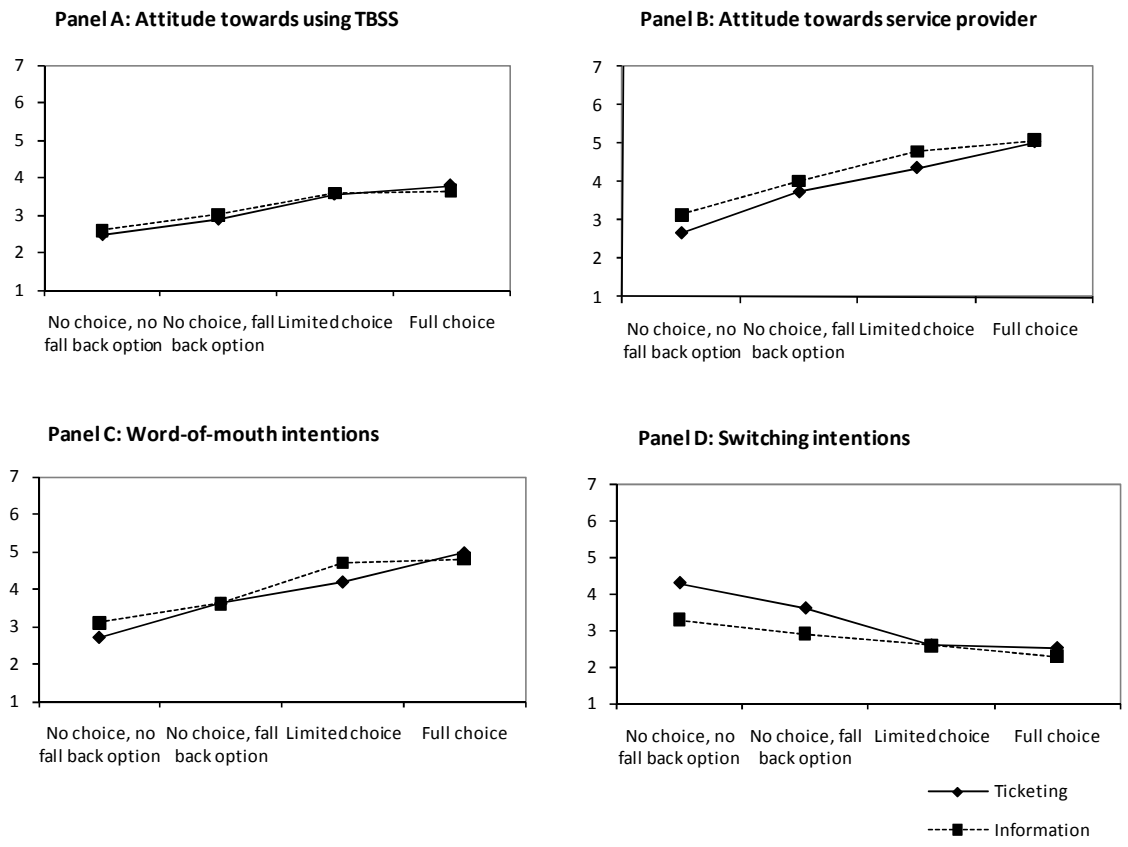 Panel A: Attitude towards using TBSS
7
6
5
4
3
2
1
No choice, no No choice, fall Limited choice Full choice
fall back option back option
Panel B: Attitude towards service provider
7
6
5
4
3
2
1
No choice, no No choice, fall Limited choice Full choice
fall back option back option
Panel C: Word-of-mouth intentions
7
6
5
4
3
2
1
No choice, no No choice, fall Limited choice Full choice
fall back option back option
Panel D: Switching intentions
7
6
5
4
3
2
1
No choice, no No choice, fall Limited choice Full choice
fall back option back option
Ticketing
Information